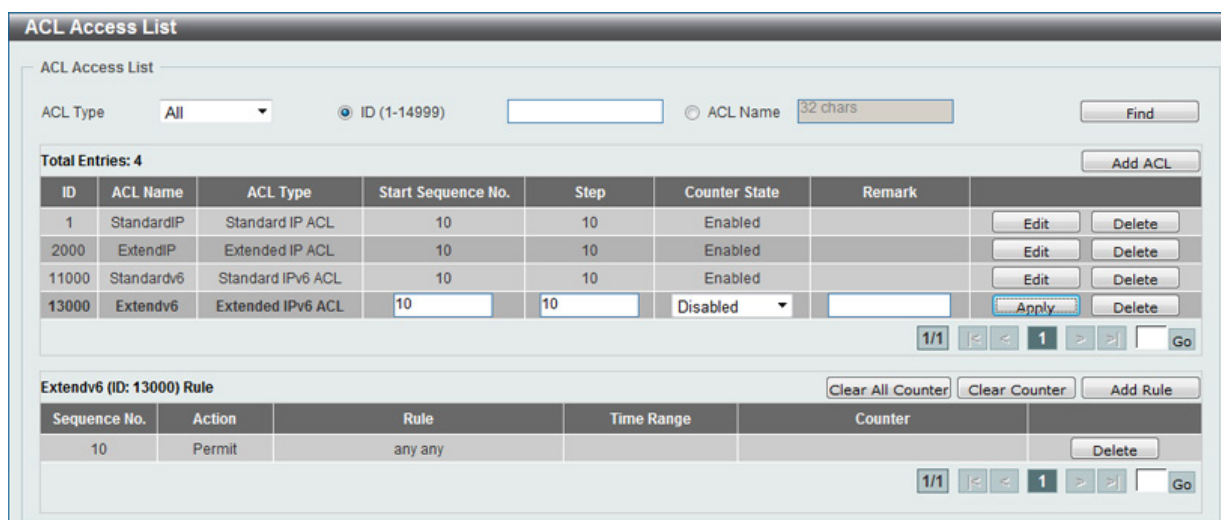 ACL Access List
ACL Access List
ACL Type All ID (1-14999) ACL Name 32 chars Find
Total Entries: 4 Add ACL
ID ACL Name ACL Type Start Sequence No. Step Counter State Remark
1 StandardIP Standard IP ACL 10 10 Enabled Edit Delete
2000 ExtendIP Extended IP ACL 10 10 Enabled Edit Delete
11000 Standardv6 Standard IPv6 ACL 10 10 Enabled Edit Delete
13000 Extendv6 Extended IPv6 ACL 10 10 Disabled Apply Delete
1/1 |< < 1 > >| Go
Extendv6 (ID: 13000) Rule Clear All Counter Clear Counter Add Rule
Sequence No. Action Rule Time Range Counter
10 Permit any any Delete
1/1 |< < 1 > >| Go